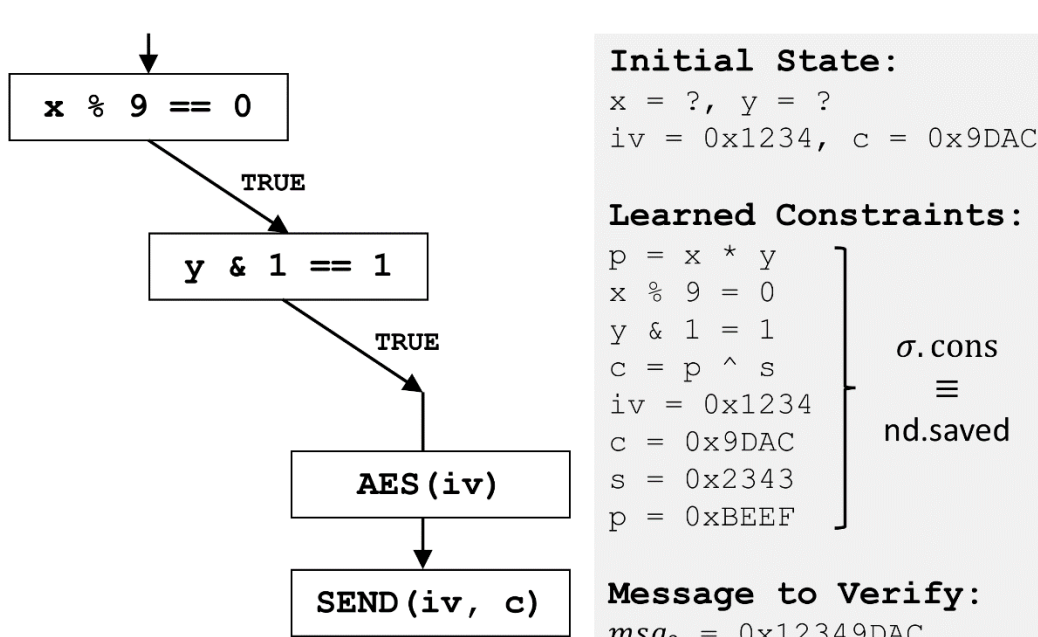 x % 9 == 0
TRUE
y & 1 == 1
TRUE
AES(iv)
SEND(iv, c)
Initial State:
x = ?, y = ?
iv = 0x1234, c = 0x9DAC
Learned Constraints:
p = x * y
x % 9 = 0
y & 1 = 1
c = p ^ s
iv = 0x1234
c = 0x9DAC
s = 0x2343
p = 0xBEEF
σ. cons
≡
nd.saved
Message to Verify:
= 0x12349DAC